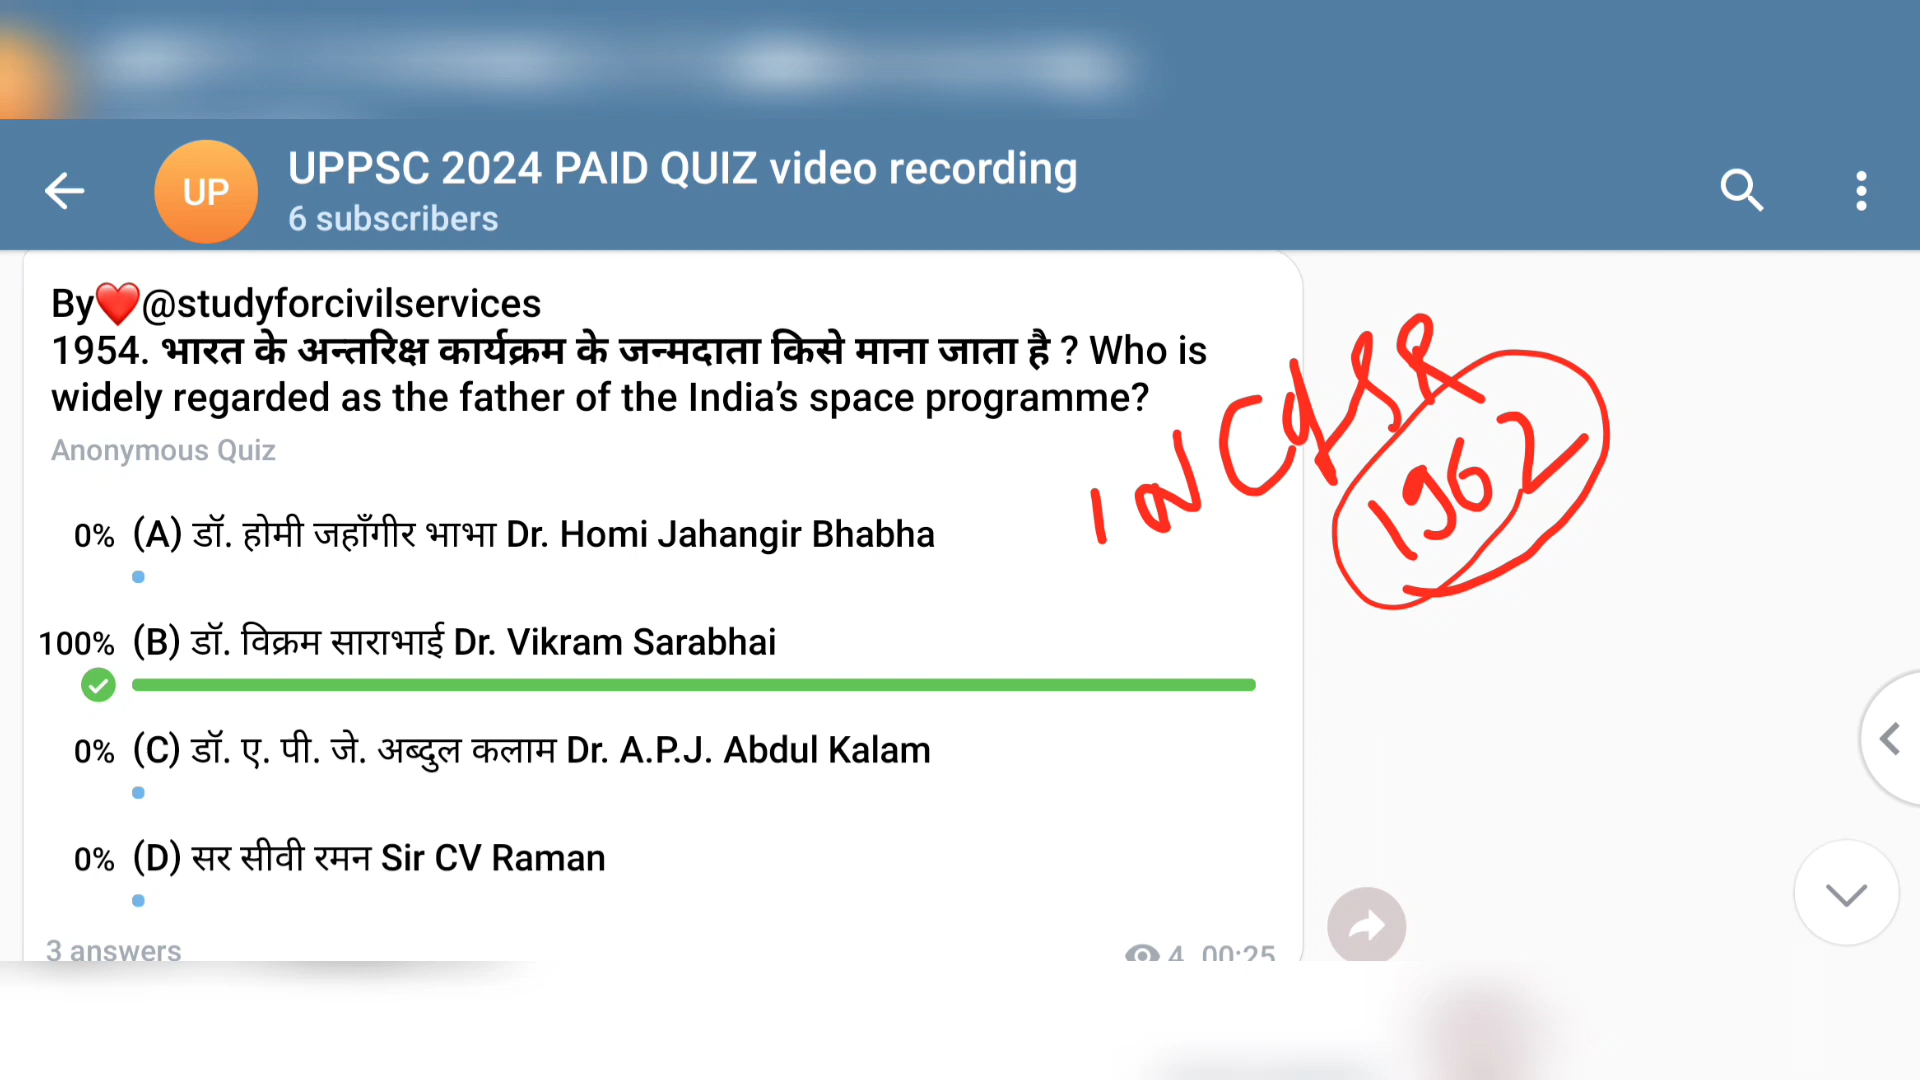 UP
UPPSC 2024 PAID QUIZ video recording
6 subscribers
By❤️@studyforcivilservices
1954. भारत के अन्तरिक्ष कार्यक्रम के जन्मदाता किसे माना जाता है ? Who is
widely regarded as the father of the India’s space programme?
Anonymous Quiz
0% (A) डॉ. होमी जहाँगीर भाभा Dr. Homi Jahangir Bhabha
100% (B) डॉ. विक्रम साराभाई Dr. Vikram Sarabhai
0% (C) डॉ. ए. पी. जे. अब्दुल कलाम Dr. A.P.J. Abdul Kalam
0% (D) सर सीवी रमन Sir CV Raman
3 answers
4 00:25
1962